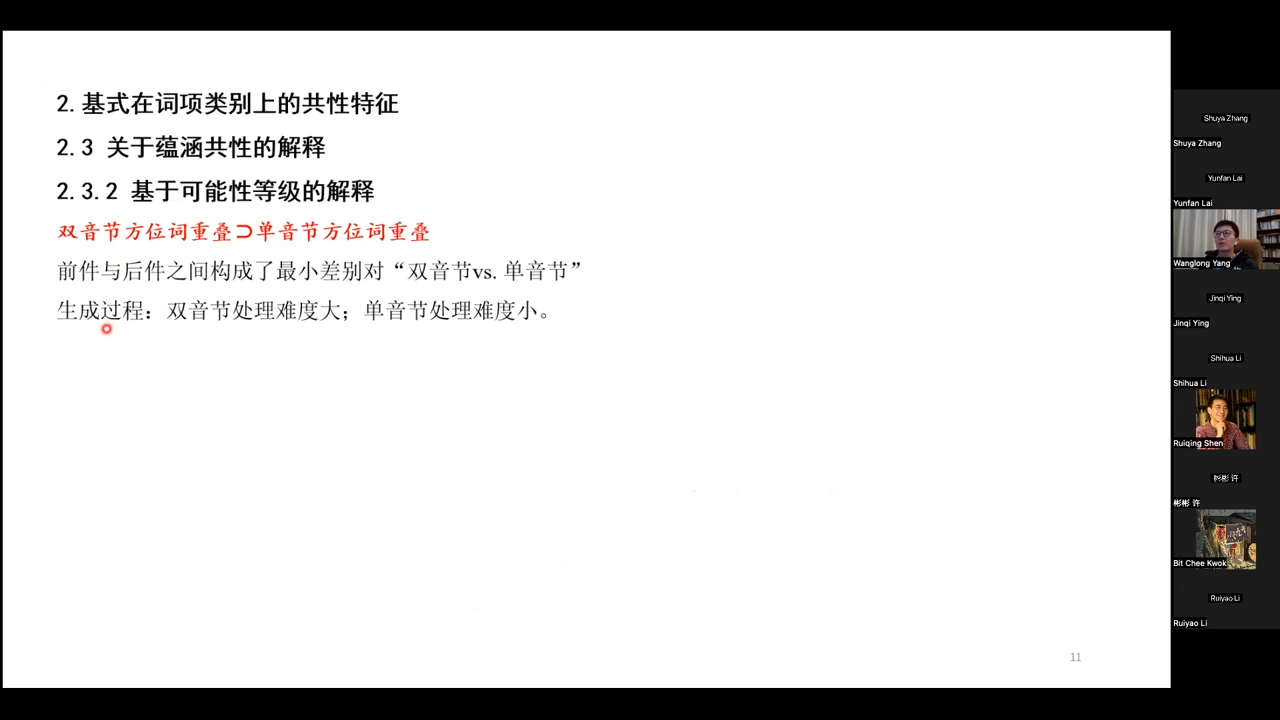 2. 基式在词项类别上的共性特征
2.3 关于蕴涵共性的解释
2.3.2 基于可能性等级的解释
双音节方位词重叠⊃单音节方位词重叠
前件与后件之间构成了最小差别对“双音节vs. 单音节”
生成过程：双音节处理难度大；单音节处理难度小。
11
Shuya Zhang
Shuya Zhang
Yunfan Lai
Yunfan Lai
Wanglong Yang
Jinqi Ying
Jinqi Ying
Shihua Li
Shihua Li
Ruiqing Shen
彬彬 许
彬彬 许
Bit Chee Kwok
Ruiyao Li
Ruiyao Li